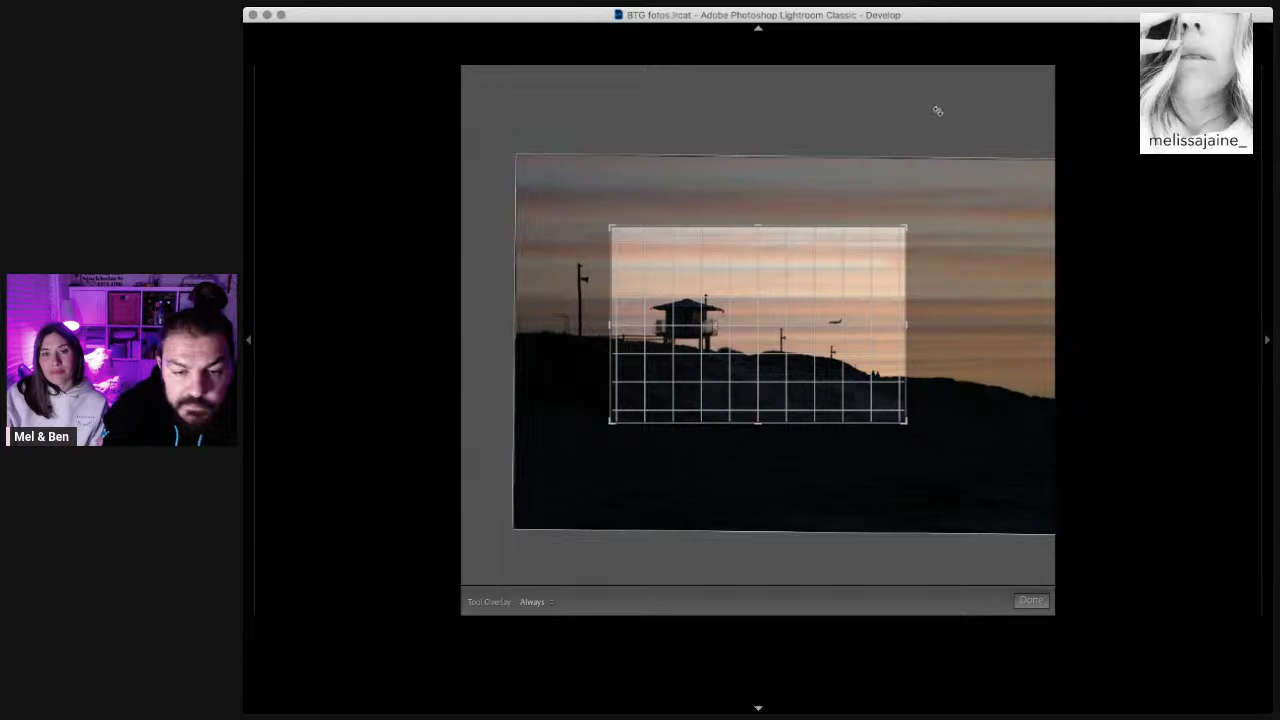 BTG fotos.lrcat - Adobe Photoshop Lightroom Classic - Develop
melissajaine_
Mel & Ben
Tool Overlay: Always
Done